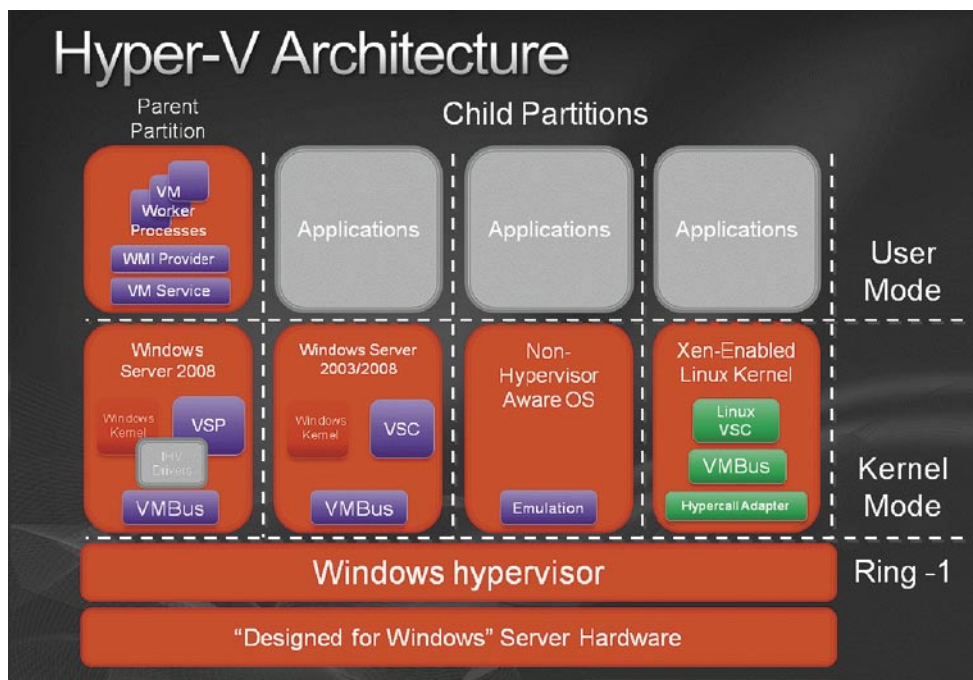 Hyper-V Architecture
Parent
Partition
Child Partitions
VM
Worker
Processes
WMI Provider
VM Service
Applications
Applications
Applications
User
Mode
Windows
Server 2008
Windows
Kernel
VSP
IHV
Drivers
VMBus
Windows Server
2003/2008
Windows
Kernel
VSC
VMBus
Non-
Hypervisor
Aware OS
Emulation
Xen-Enabled
Linux Kernel
Linux
VSC
VMBus
Hypercall Adapter
Kernel
Mode
Windows hypervisor
Ring -1
“Designed for Windows” Server Hardware